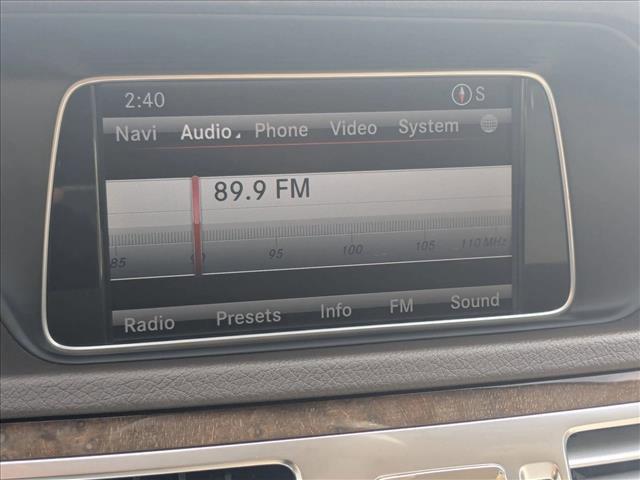 2:40 S
Navi Audio Phone Video System
89.9 FM
85 90 95 100 105 110 MHz
Radio Presets Info FM Sound